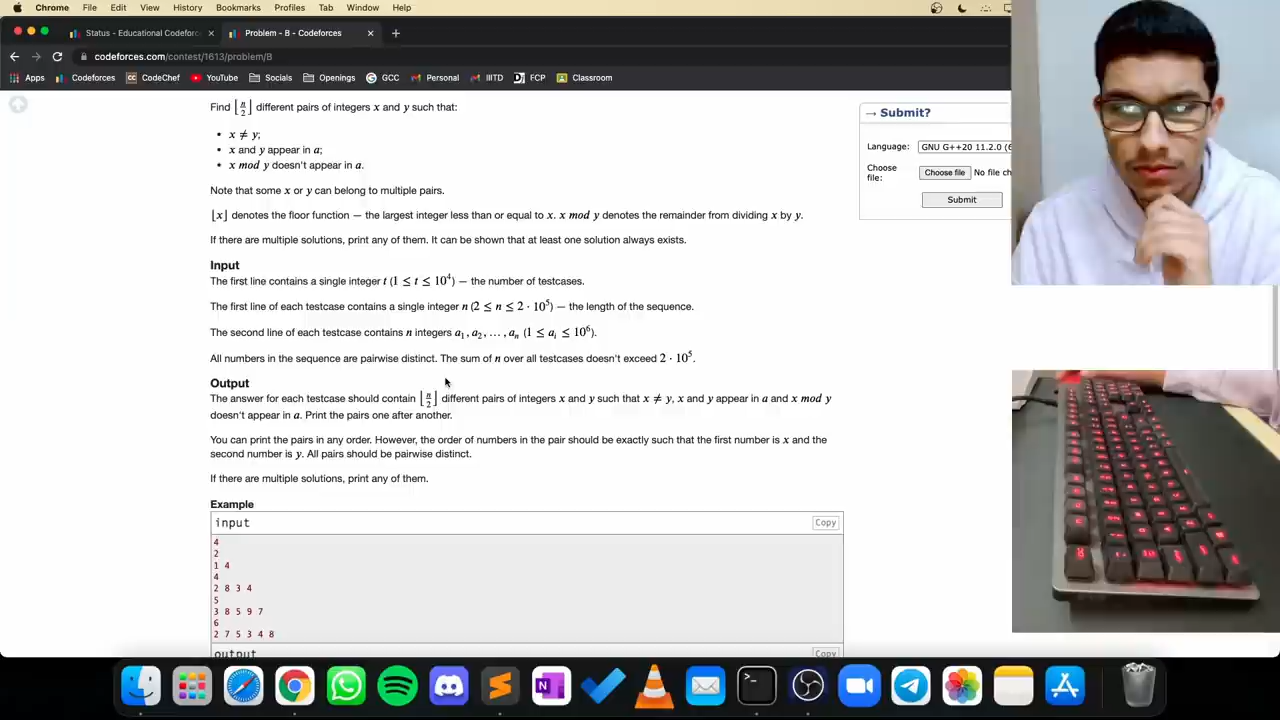 Chrome File Edit View History Bookmarks Profiles Tab Window Help
Status - Educational Codeforc
Problem - B - Codeforces
codeforces.com/contest/1613/problem/B
Apps Codeforces CodeChef YouTube Socials Openings GCC Personal IIITD FCP Classroom
Find ⌊n/2⌋ different pairs of integers x and y such that:
• x ≠ y;
• x and y appear in a;
• x mod y doesn't appear in a.
Note that some x or y can belong to multiple pairs.
⌊x⌋ denotes the floor function — the largest integer less than or equal to x. x mod y denotes the remainder from dividing x by y.
If there are multiple solutions, print any of them. It can be shown that at least one solution always exists.
Input
The first line contains a single integer t (1 ≤ t ≤ 10⁴) — the number of testcases.
The first line of each testcase contains a single integer n (2 ≤ n ≤ 2 · 10⁵) — the length of the sequence.
The second line of each testcase contains n integers a₁, a₂, …, aₙ (1 ≤ aᵢ ≤ 10⁶).
All numbers in the sequence are pairwise distinct. The sum of n over all testcases doesn't exceed 2 · 10⁵.
Output
The answer for each testcase should contain ⌊n/2⌋ different pairs of integers x and y such that x ≠ y, x and y appear in a and x mod y
doesn't appear in a. Print the pairs one after another.
You can print the pairs in any order. However, the order of numbers in the pair should be exactly such that the first number is x and the
second number is y. All pairs should be pairwise distinct.
If there are multiple solutions, print any of them.
Example
input Copy
4
2
1 4
4
2 8 3 4
5
3 8 5 9 7
6
2 7 5 3 4 8
output Copy
→ Submit?
Language: GNU G++20 11.2.0 (6
Choose
file: Choose file No file ch
Submit